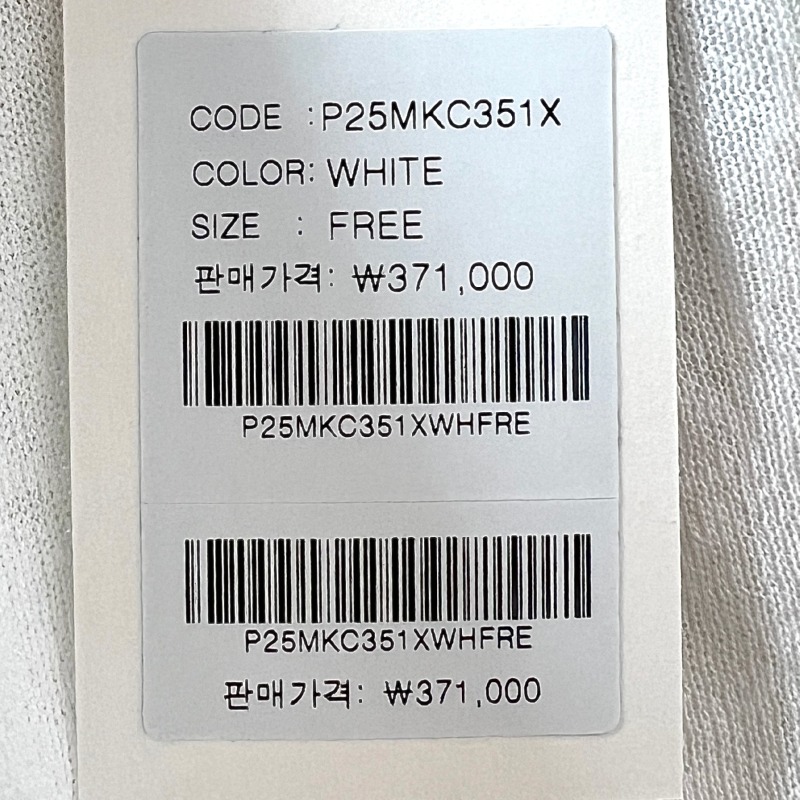 CODE :P25MKC351X
COLOR: WHITE
SIZE : FREE
판매가격: ₩371,000
P25MKC351XWHFRE
P25MKC351XWHFRE
판매가격: ₩371,000